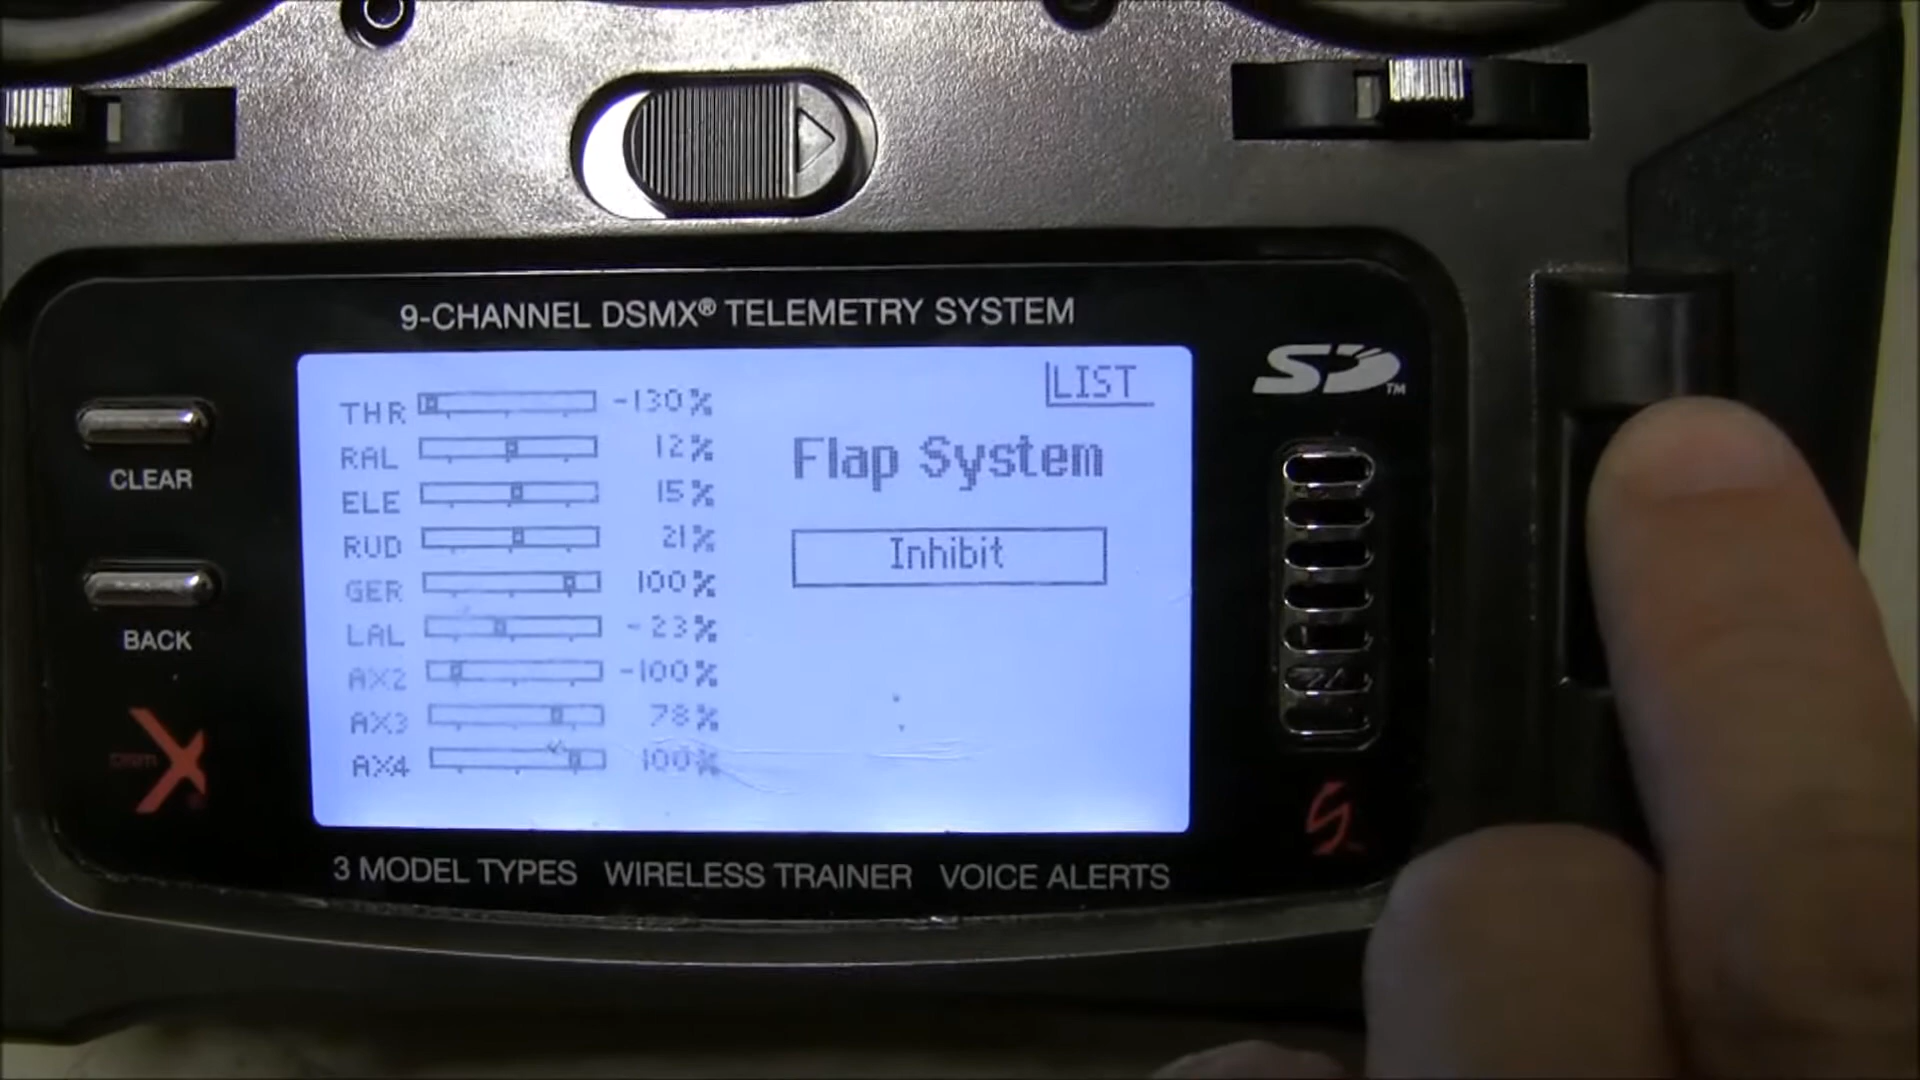 9-CHANNEL DSMX® TELEMETRY SYSTEM
LIST
THR -130%
RAL 12%
ELE 15%
RUD 21%
GER 100%
LAL -23%
AX2 -100%
AX3 78%
AX4 100%
Flap System
Inhibit
CLEAR
BACK
SD™
X
3 MODEL TYPES WIRELESS TRAINER VOICE ALERTS